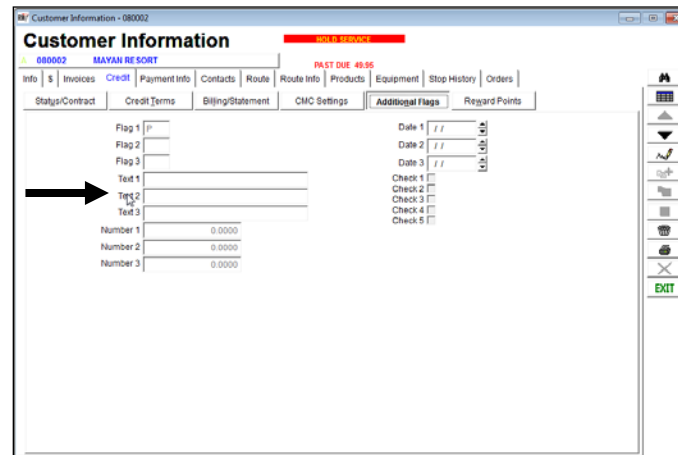 Customer Information - 080002
Customer Information
HOLD SERVICE
A 080002 MAYAN RESORT
PAST DUE 49.95
Info $ Invoices Credit Payment Info Contacts Route Route Info Products Equipment Stop History Orders
Status/Contract Credit Terms Billing/Statement CMC Settings Additional Flags Reward Points
Flag 1 P Date 1 / /
Flag 2 Date 2 / /
Flag 3 Date 3 / /
Text 1 Check 1
Text 2 Check 2
Check 3
Text 3 Check 4
Check 5
Number 1 0.0000
Number 2 0.0000
Number 3 0.0000
EXIT